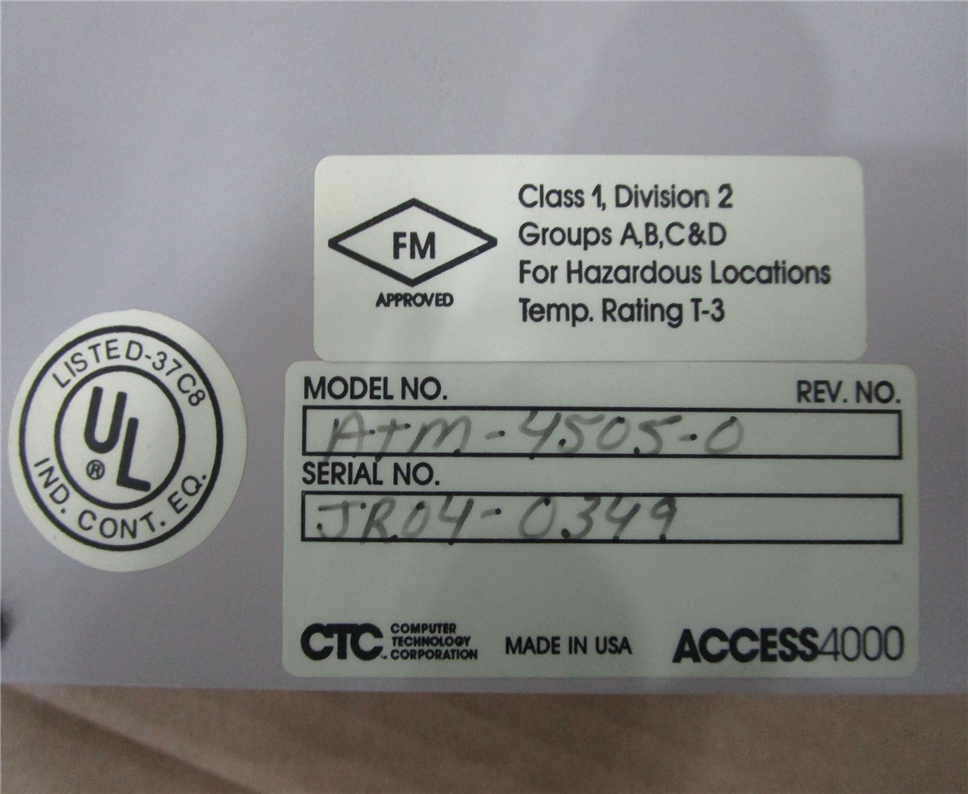 FM
APPROVED
Class 1, Division 2
Groups A,B,C&D
For Hazardous Locations
Temp. Rating T-3
LISTED-37C8
UL
®
IND. CONT. EQ.
MODEL NO. REV. NO.
ATM-4505-0
SERIAL NO.
JR04-0349
CTC™ COMPUTER
TECHNOLOGY
CORPORATION
MADE IN USA
ACCESS4000